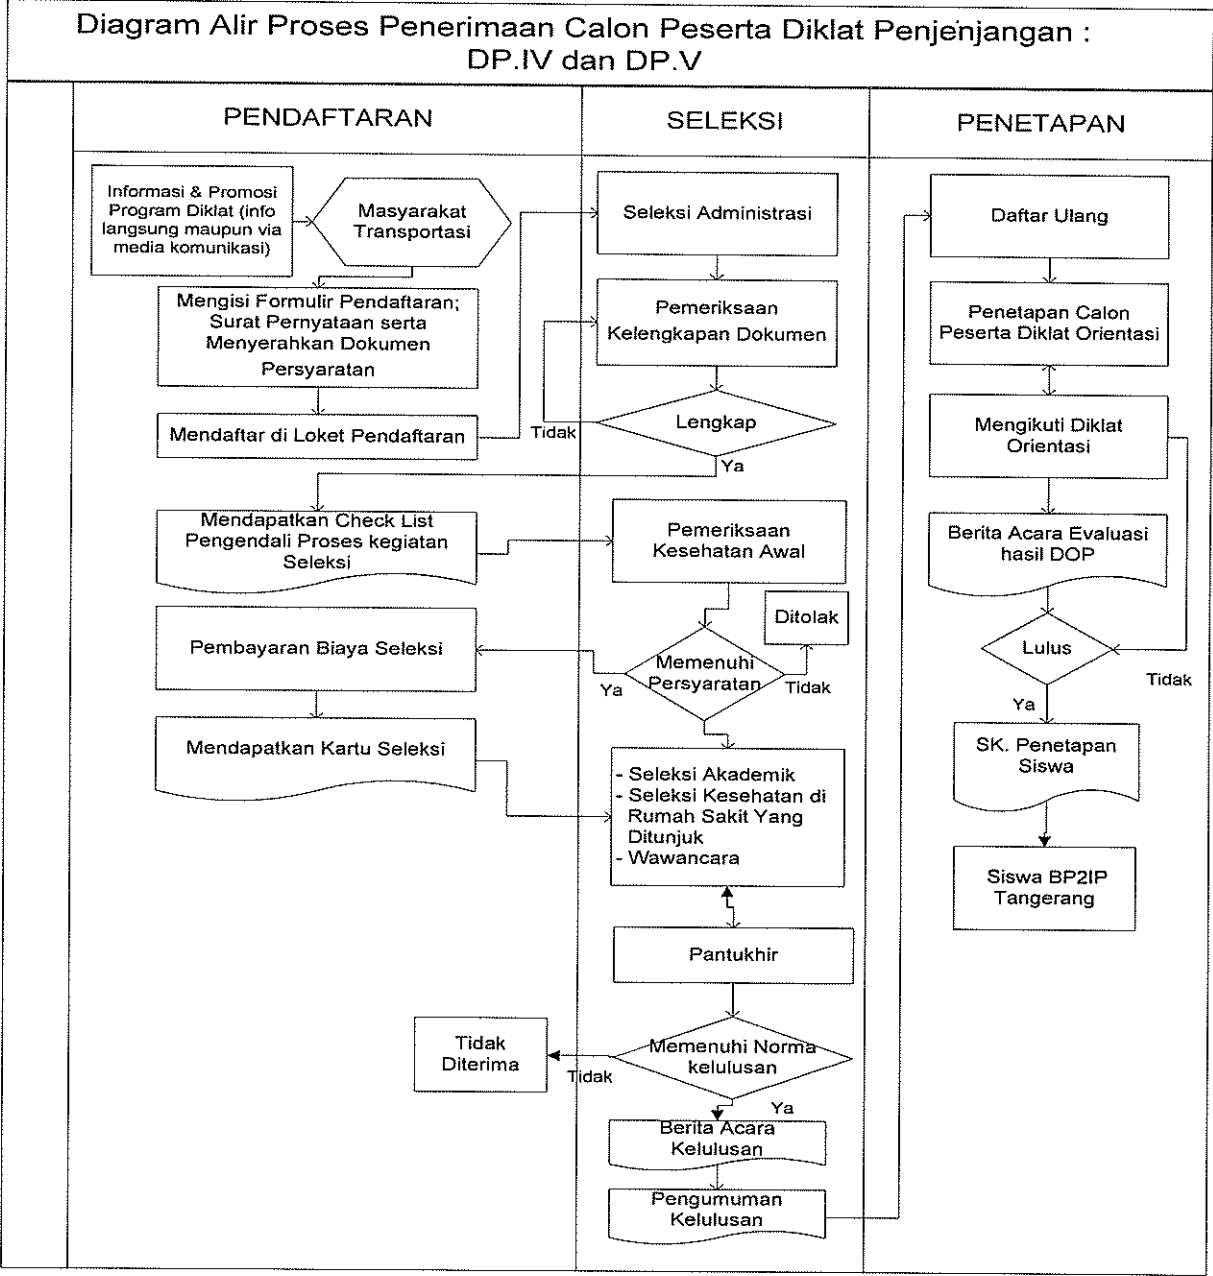 Diagram Alir Proses Penerimaan Calon Peserta Diklat Penjenjangan :
DP.IV dan DP.V
PENDAFTARAN
Informasi & Promosi
Program Diklat (info
langsung maupun via
media komunikasi)
Masyarakat
Transportasi
Mengisi Formulir Pendaftaran;
Surat Pernyataan serta
Menyerahkan Dokumen
Persyaratan
Mendaftar di Loket Pendaftaran
Mendapatkan Check List
Pengendali Proses kegiatan
Seleksi
Pembayaran Biaya Seleksi
Mendapatkan Kartu Seleksi
Tidak
Diterima
SELEKSI
Seleksi Administrasi
Pemeriksaan
Kelengkapan Dokumen
Lengkap
Tidak
Ya
Pemeriksaan
Kesehatan Awal
Ditolak
Memenuhi
Persyaratan
Ya
Tidak
- Seleksi Akademik
- Seleksi Kesehatan di
Rumah Sakit Yang
Ditunjuk
- Wawancara
Pantukhir
Memenuhi Norma
kelulusan
Tidak
Ya
Berita Acara
Kelulusan
Pengumuman
Kelulusan
PENETAPAN
Daftar Ulang
Penetapan Calon
Peserta Diklat Orientasi
Mengikuti Diklat
Orientasi
Berita Acara Evaluasi
hasil DOP
Lulus
Tidak
Ya
SK. Penetapan
Siswa
Siswa BP2IP
Tangerang